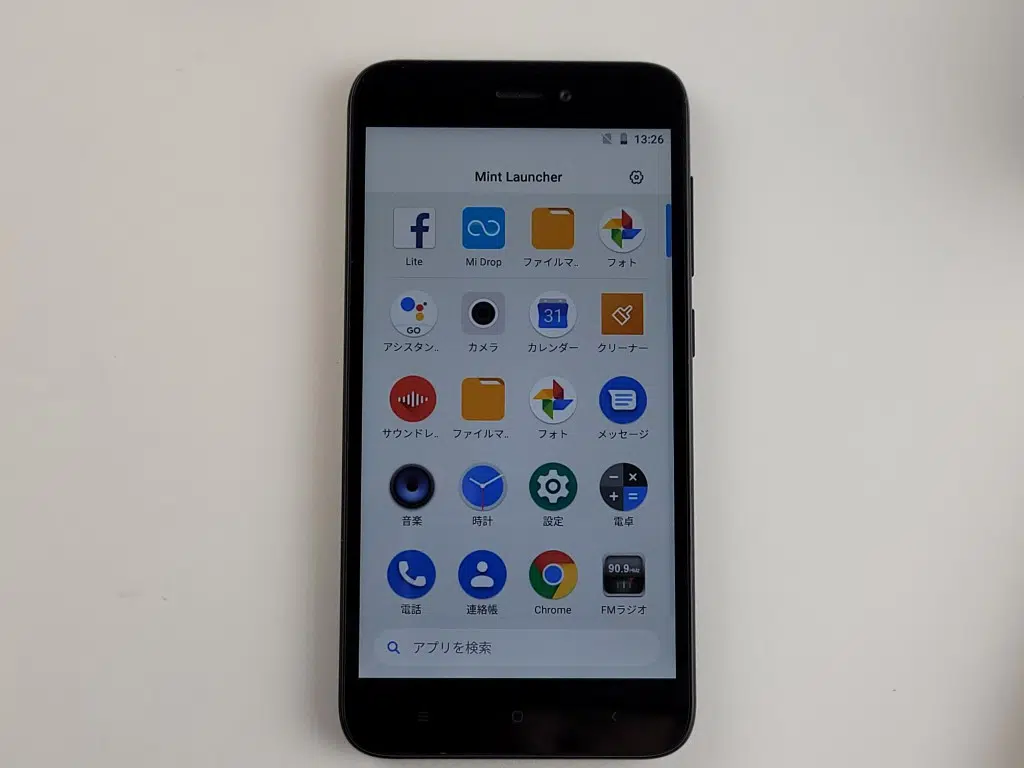 13:26
Mint Launcher
Lite
Mi Drop
ファイルマ..
フォト
GO
31
アシスタン..
カメラ
カレンダー
クリーナー
サウンドレ..
ファイルマ..
フォト
メッセージ
音楽
時計
設定
電卓
90.9
電話
連絡帳
Chrome
FMラジオ
アプリを検索